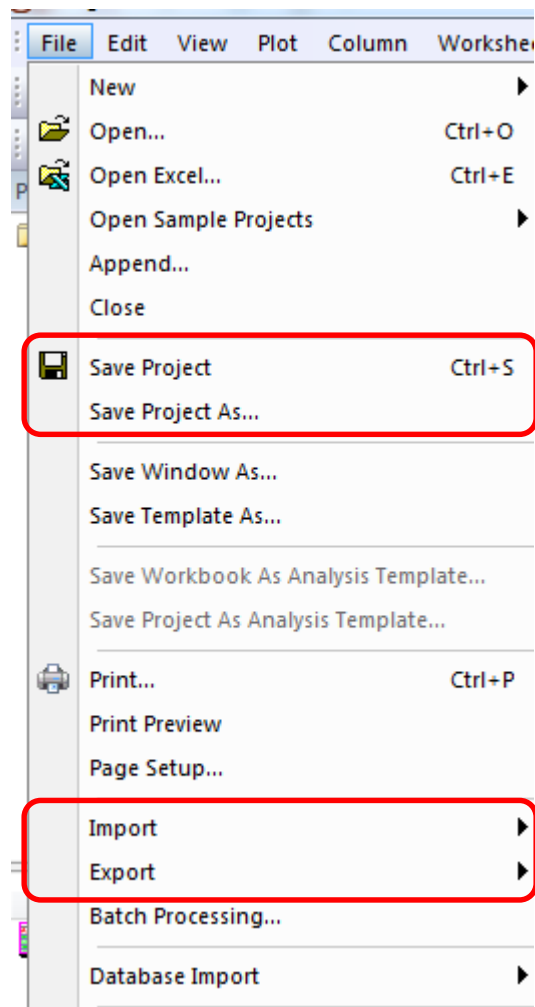 File Edit View Plot Column Workshe
New
Open... Ctrl+O
Open Excel... Ctrl+E
Open Sample Projects
Append...
Close
Save Project Ctrl+S
Save Project As...
Save Window As...
Save Template As...
Save Workbook As Analysis Template...
Save Project As Analysis Template...
Print... Ctrl+P
Print Preview
Page Setup...
Import
Export
Batch Processing...
Database Import